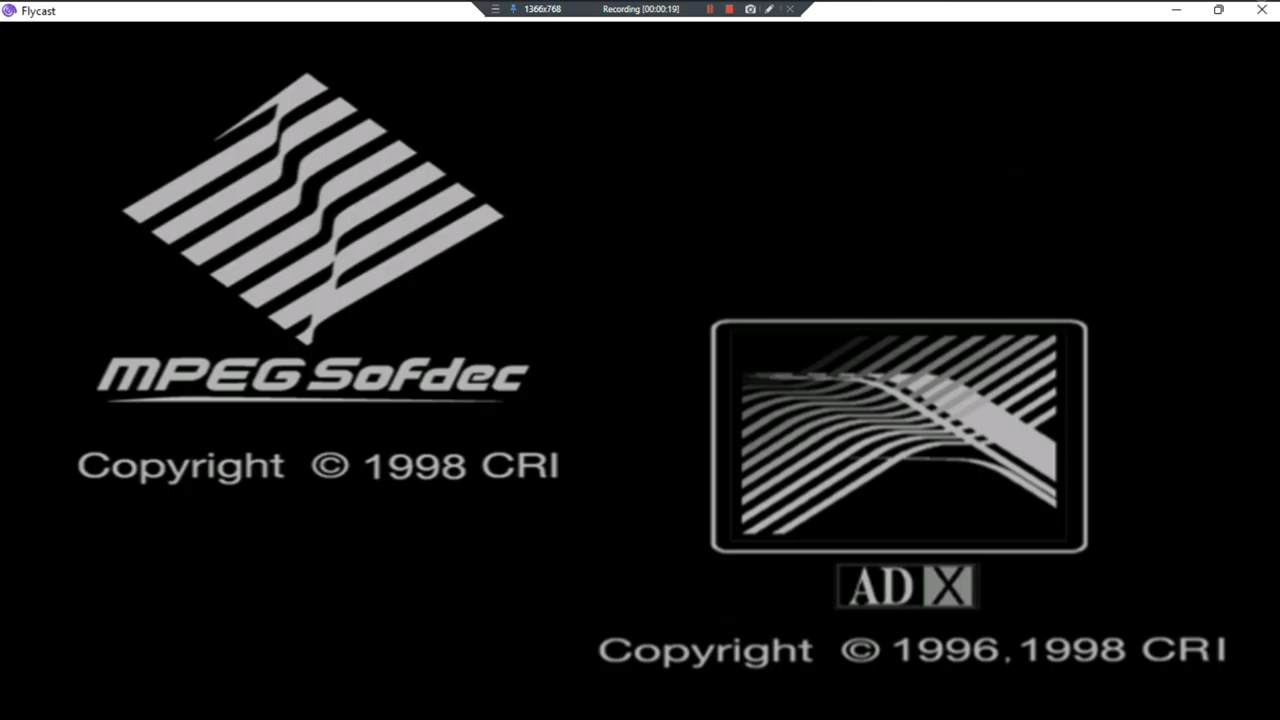 Flycast
1366x768
Recording [00:00:19]
MPEG Sofdec
Copyright © 1998 CRI
ADX
Copyright © 1996,1998 CRI